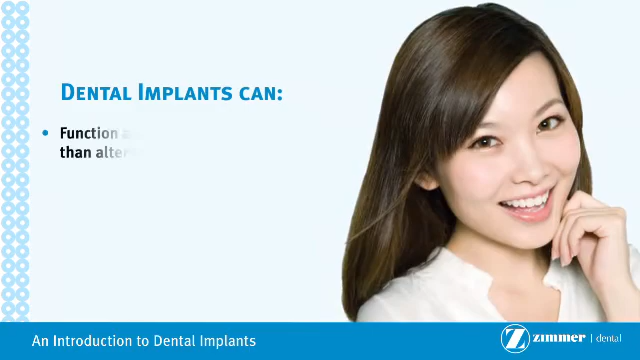 DENTAL IMPLANTS CAN:
• Function
than
An Introduction to Dental Implants
zimmer | dental